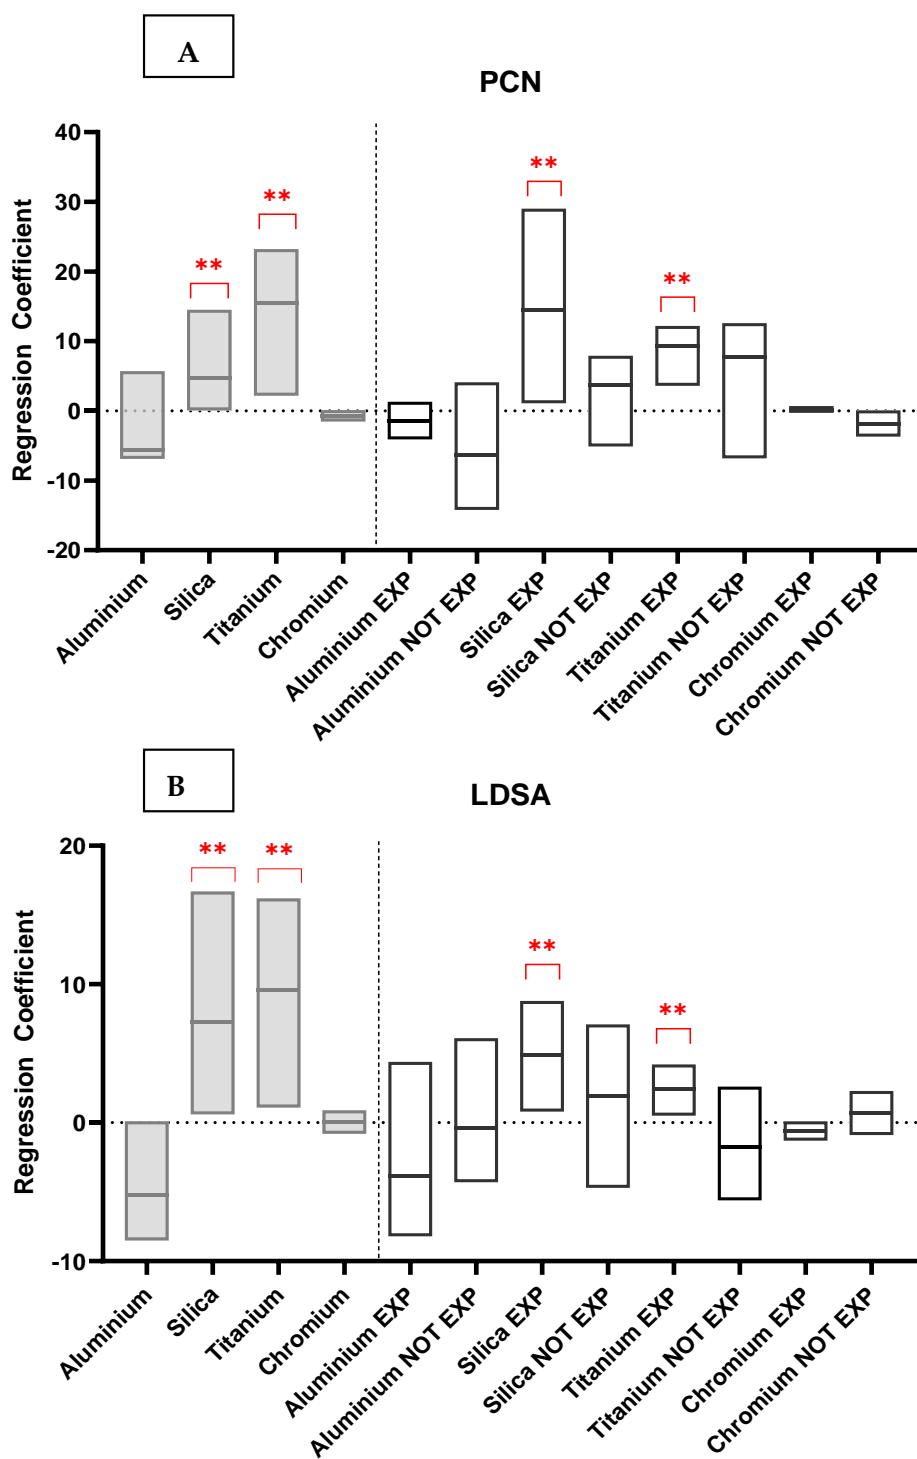 A
PCN
Regression Coefficient
40
30
20
10
0
-10
-20
**
**
**
**
Aluminium
Silica
Titanium
Chromium
Aluminium EXP
Aluminium NOT EXP
Silica EXP
Silica NOT EXP
Titanium EXP
Titanium NOT EXP
Chromium EXP
Chromium NOT EXP
B
LDSA
Regression Coefficient
20
10
0
-10
**
**
**
**
Aluminium
Silica
Titanium
Chromium
Aluminium EXP
Aluminium NOT EXP
Silica EXP
Silica NOT EXP
Titanium EXP
Titanium NOT EXP
Chromium EXP
Chromium NOT EXP